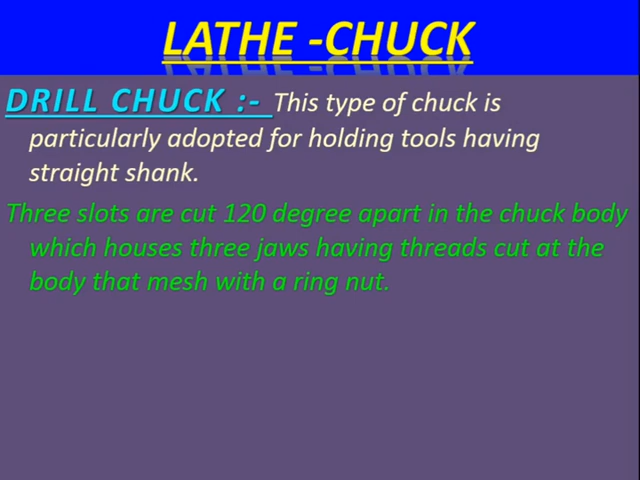 LATHE -CHUCK
DRILL CHUCK :- This type of chuck is
particularly adopted for holding tools having
straight shank.
Three slots are cut 120 degree apart in the chuck body
which houses three jaws having threads cut at the
body that mesh with a ring nut.